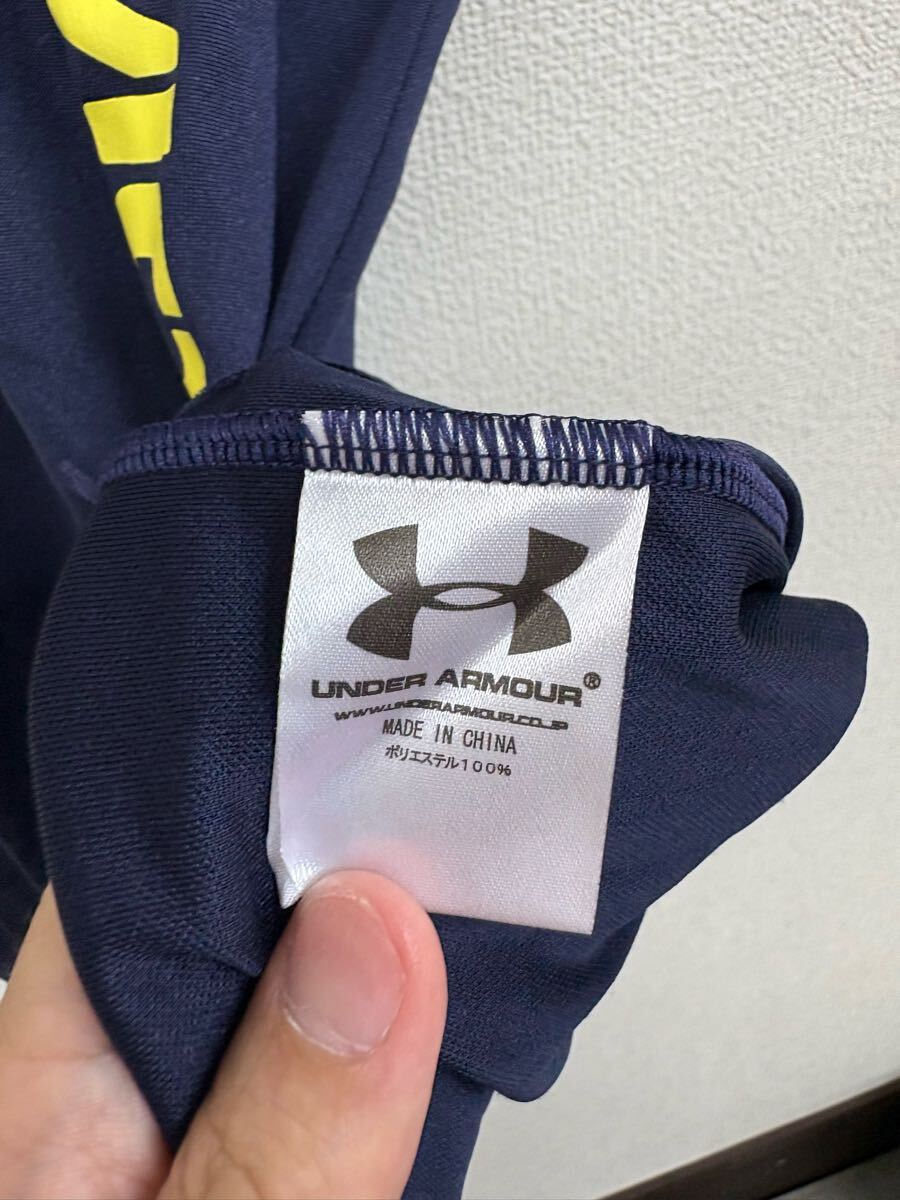 UNDER ARMOUR®
WWW.UNDERARMOUR.CO.JP
MADE IN CHINA
ポリエステル100%